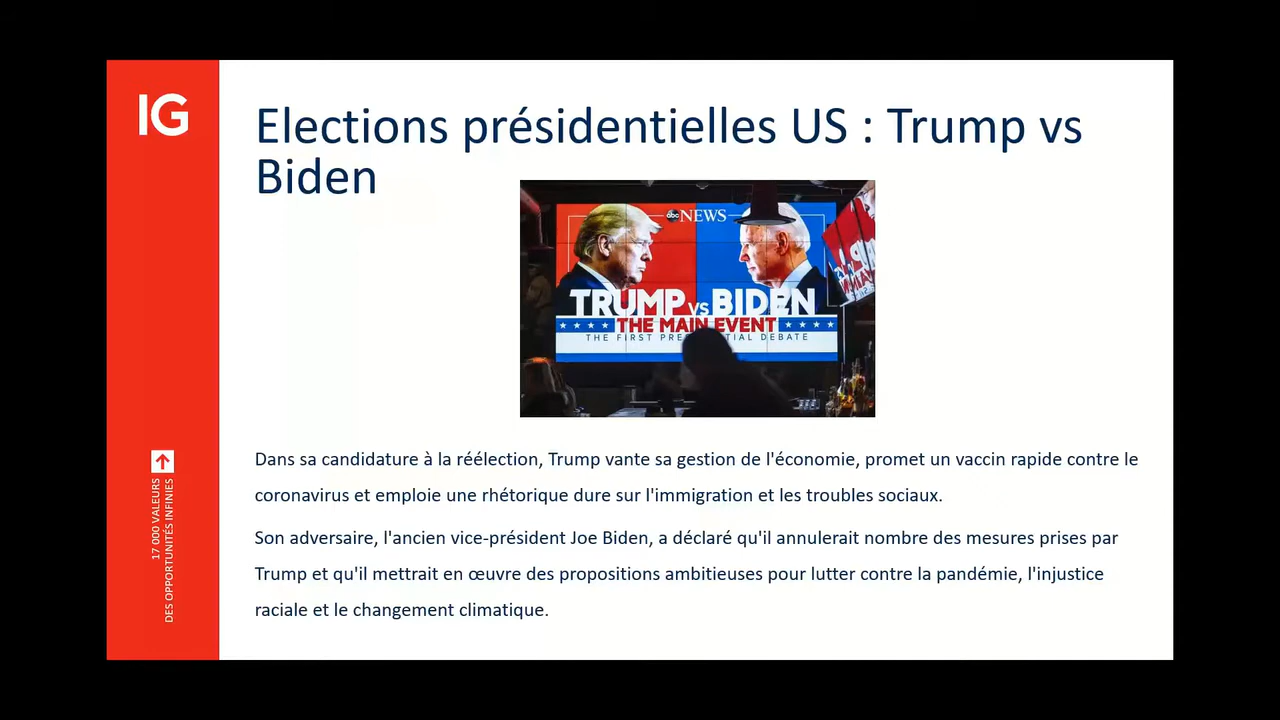 IG
Elections présidentielles US : Trump vs
Biden
abc NEWS
TRUMP VS BIDEN
THE MAIN EVENT
THE FIRST DEBATE
Dans sa candidature à la réélection, Trump vante sa gestion de l'économie, promet un vaccin rapide contre le
coronavirus et emploie une rhétorique dure sur l'immigration et les troubles sociaux.
Son adversaire, l'ancien vice-président Joe Biden, a déclaré qu'il annulerait nombre des mesures prises par
Trump et qu'il mettrait en œuvre des propositions ambitieuses pour lutter contre la pandémie, l'injustice
raciale et le changement climatique.
17 000 VALEURS
DES OPPORTUNITÉS INFINIES